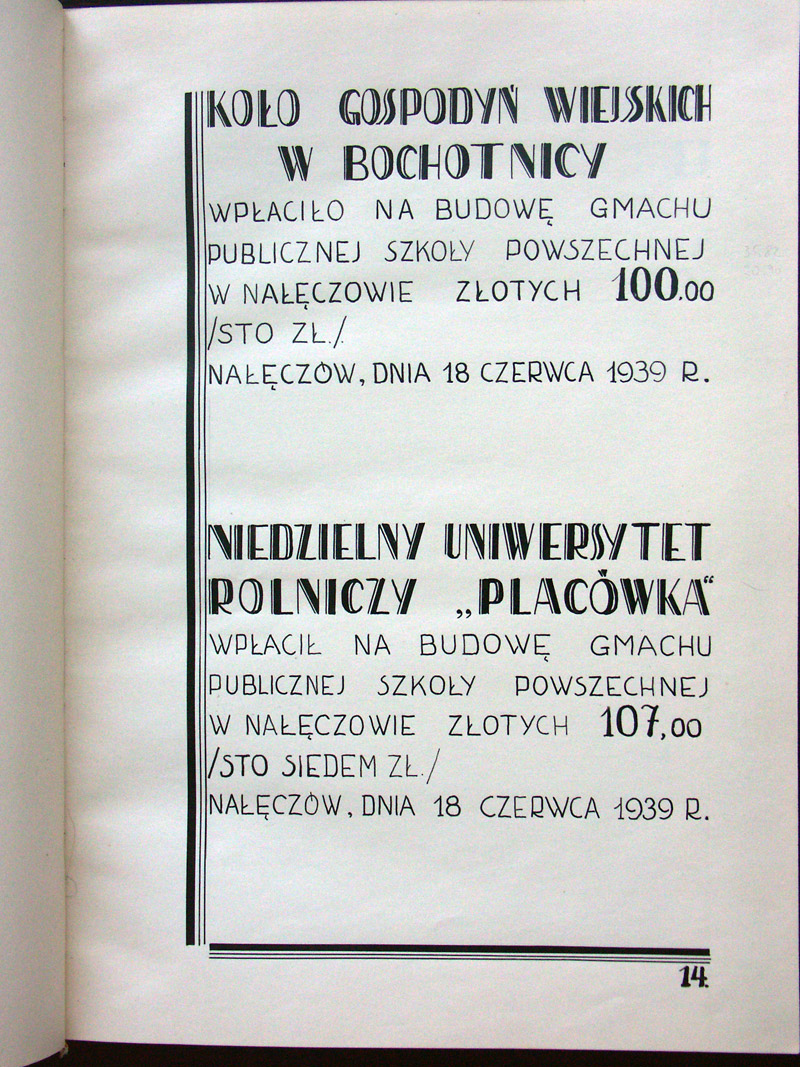 KOŁO GOSPODYŃ WIEJSKICH
W BOCHOTNICY
WPŁACIŁO NA BUDOWĘ GMACHU
PUBLICZNEJ SZKOŁY POWSZECHNEJ
W NAŁĘCZOWIE ZŁOTYCH 100.00
/STO ZŁ./
NAŁĘCZÓW, DNIA 18 CZERWCA 1939 R.
NIEDZIELNY UNIWERSYTET
ROLNICZY „PLACÓWKA“
WPŁACIŁ NA BUDOWĘ GMACHU
PUBLICZNEJ SZKOŁY POWSZECHNEJ
W NAŁĘCZOWIE ZŁOTYCH 107,00
/STO SIEDEM ZŁ./
NAŁĘCZÓW, DNIA 18 CZERWCA 1939 R.
14.